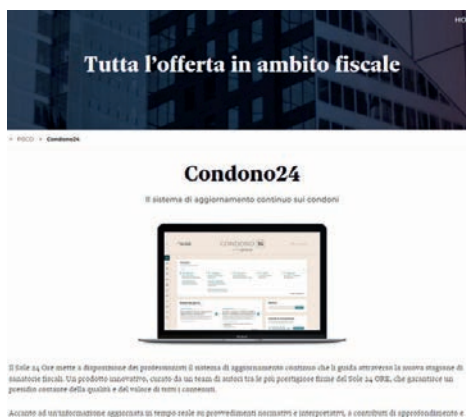 HO
Tutta l'offerta in ambito fiscale
FISCO > Condono24
Condono24
Il sistema di aggiornamento continuo sui condoni
CONDONO 24
Il Sole 24 Ore mette a disposizione dei professionisti il sistema di aggiornamento continuo che li guida attraverso la nuova stagione di
sanatorie fiscali. Un prodotto innovativo, curato da un team di autori tra le più prestigiose firme del Sole 24 ORE, che garantisce un
presidio costante della qualità e del valore di tutti i contenuti.
Accanto ad un'informazione aggiornata in tempo reale su provvedimenti normativi e interpretativi, a contributi di approfondimento e